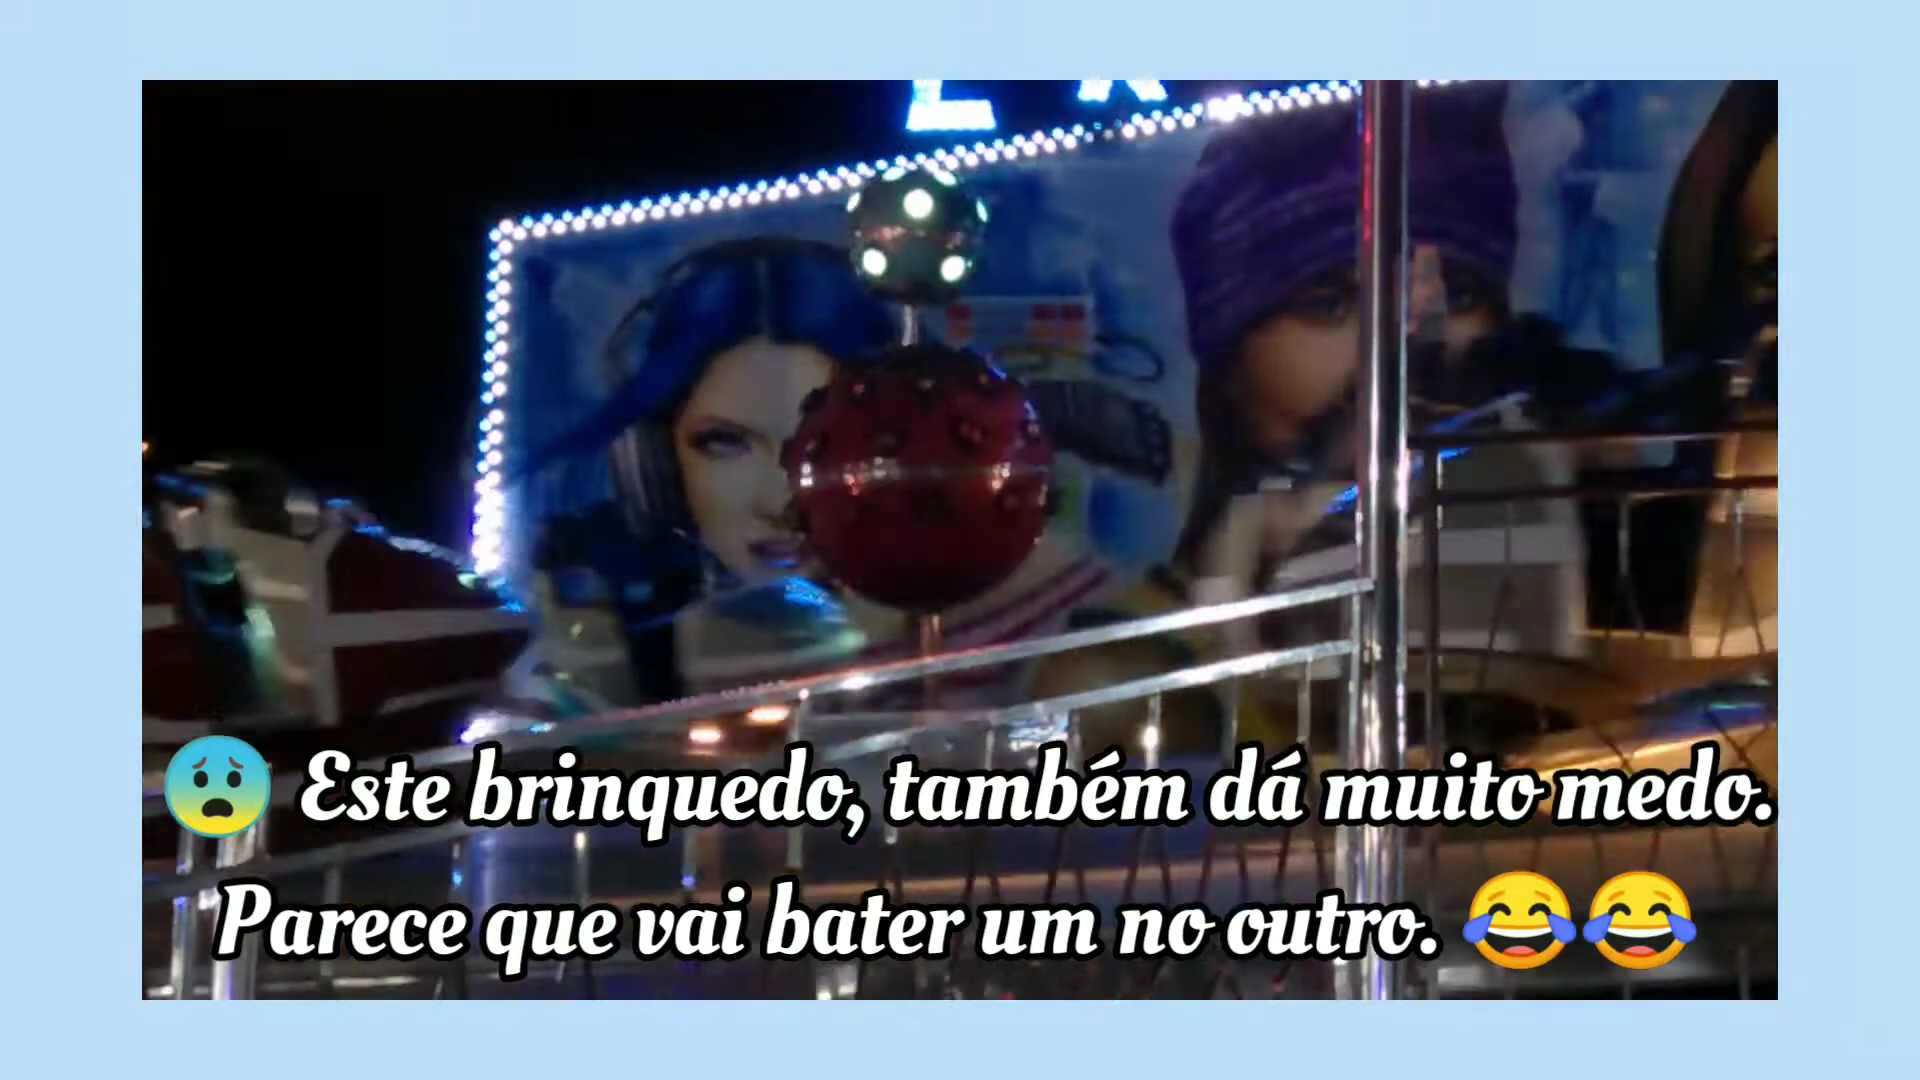 😨 Este brinquedo, também dá muito medo.
Parece que vai bater um no outro. 😂😂